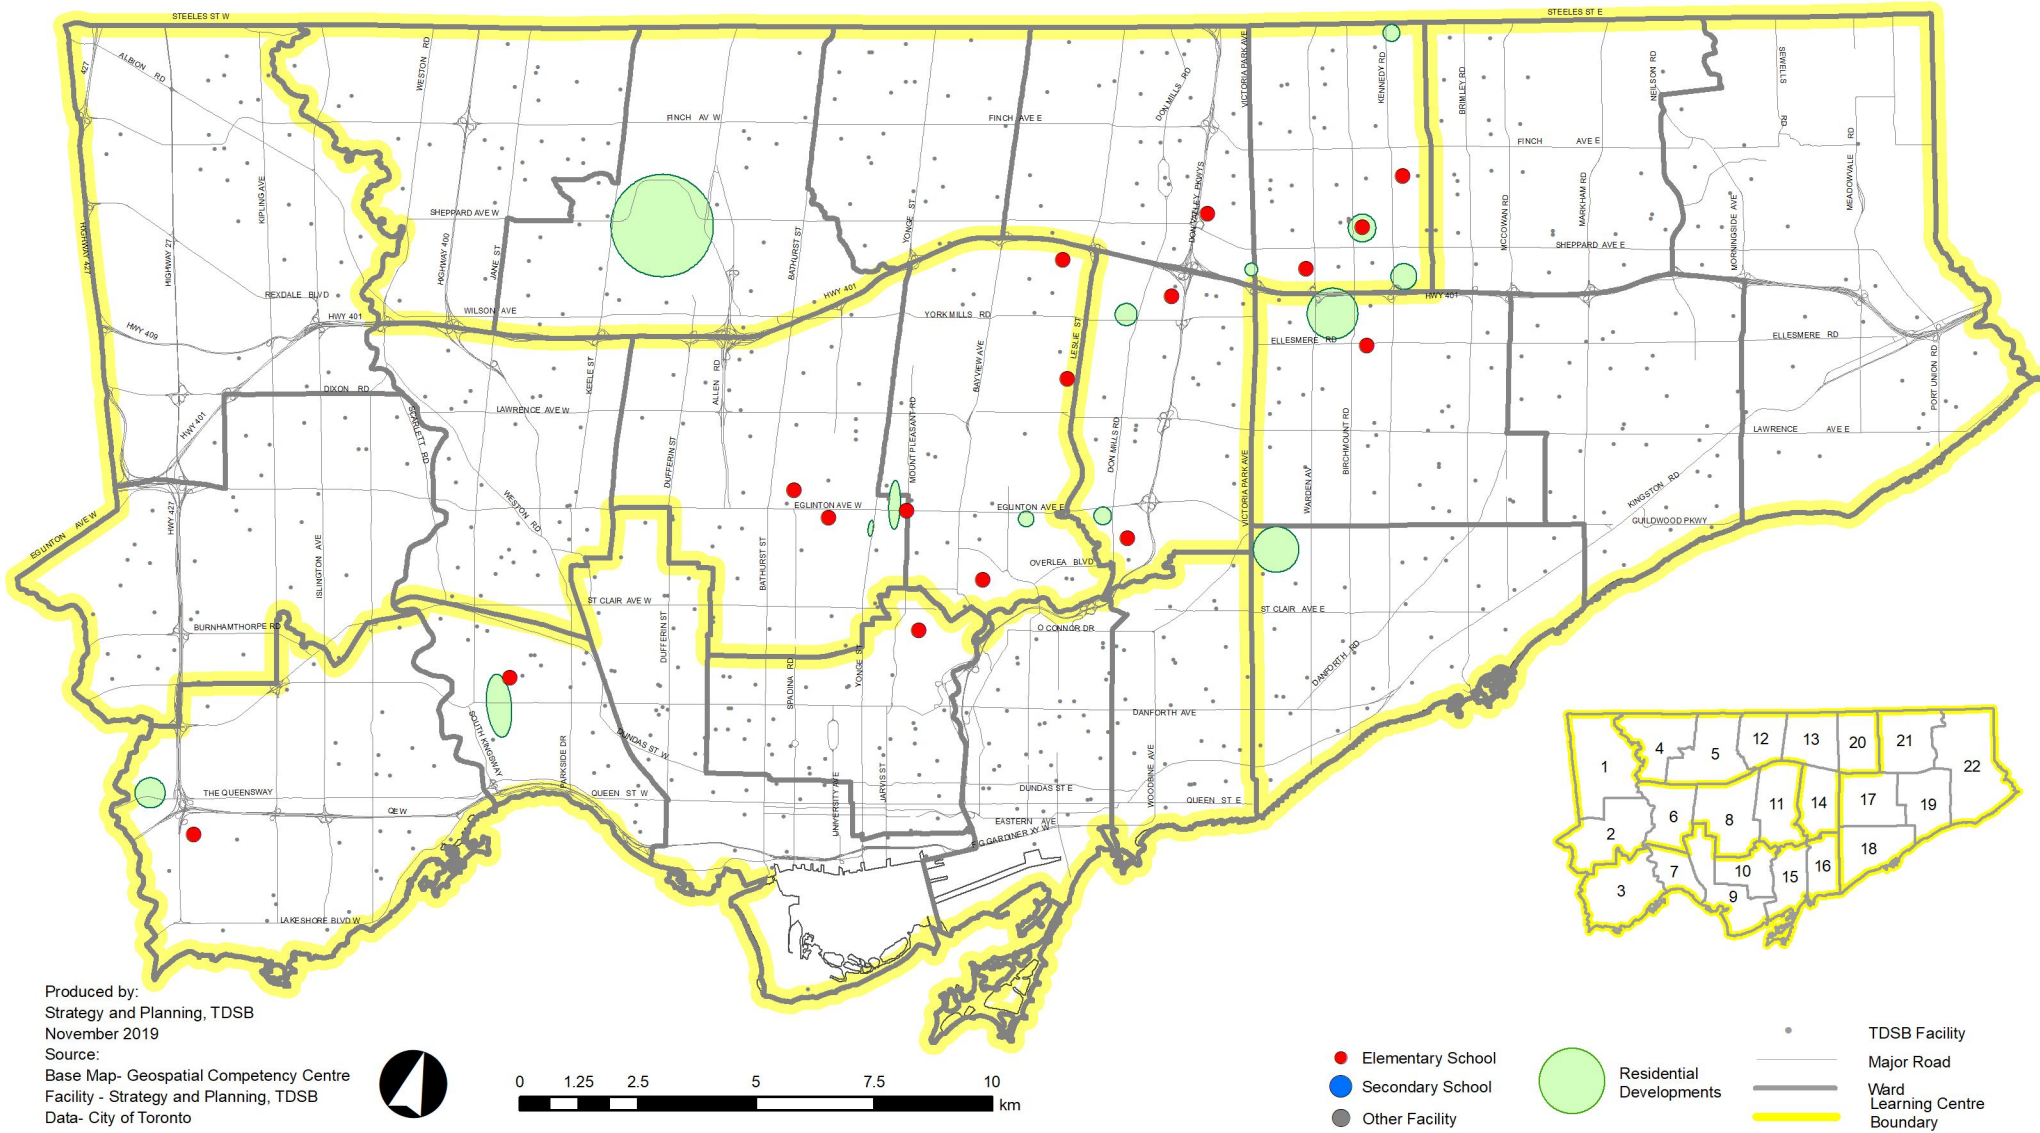 STEELES ST W
STEELES ST E
ALBION RD
427
WESTON RD
DON MILLS RD
VICTORIA PARK AVE
KENNEDY RD
BRIMLEY RD
NEILSON RD
SEWELLS RD
FINCH AV W
FINCH AVE E
FINCH AVE E
KIPLING AVE
HIGHWAY 27
HIGHWAY 427
SHEPPARD AVE W
HIGHWAY 400
JANE ST
BATHURST ST
YONGE ST
MCCOWAN RD
MARKHAM RD
MORNINGSIDE AVE
MEADOWVALE RD
SHEPPARD AVE E
REXDALE BLVD
HWY 401
HWY 409
WILSON AVE
HWY 401
YORK MILLS RD
HWY 401
ELLESMERE RD
ELLESMERE RD
LESLIE ST
BAYVIEW AVE
KEELE ST
ALLEN RD
PORT UNION RD
DIXON RD
SCARLETT RD
HWY 401
LAWRENCE AVE W
LAWRENCE AVE E
DUFFERIN ST
MOUNT PLEASANT RD
DON MILLS RD
BIRCHMOUNT RD
VICTORIA PARK AVE
WARDEN AV
KINGSTON RD
GUILDWOOD PKWY
EGLINTON AVE W
HWY 427
WESTON RD
EGLINTON AVE W
EGLINTON AVE E
ISLINGTON AVE
BATHURST ST
OVERLEA BLVD
ST CLAIR AVE W
ST CLAIR AVE E
BURNHAMTHORPE RD
DUFFERIN ST
O CONNOR DR
SPADINA RD
YONGE ST
DANFORTH RD
DANFORTH AVE
SOUTH KINGSWAY
DUNDAS ST W
PARKSIDE DR
THE QUEENSWAY
QEW
QUEEN ST W
UNIVERSITY AVE
JARVIS ST
DUNDAS ST E
WOODBINE AVE
QUEEN ST E
EASTERN AVE
F G GARDINER XY W
LAKESHORE BLVD W
1
4
5
12
13
20
21
22
2
6
8
11
14
17
19
3
7
10
9
15
16
18
Produced by:
Strategy and Planning, TDSB
November 2019
Source:
Base Map- Geospatial Competency Centre
Facility - Strategy and Planning, TDSB
Data- City of Toronto
0 1.25 2.5 5 7.5 10
km
Elementary School
Secondary School
Other Facility
Residential
Developments
TDSB Facility
Major Road
Ward
Learning Centre
Boundary